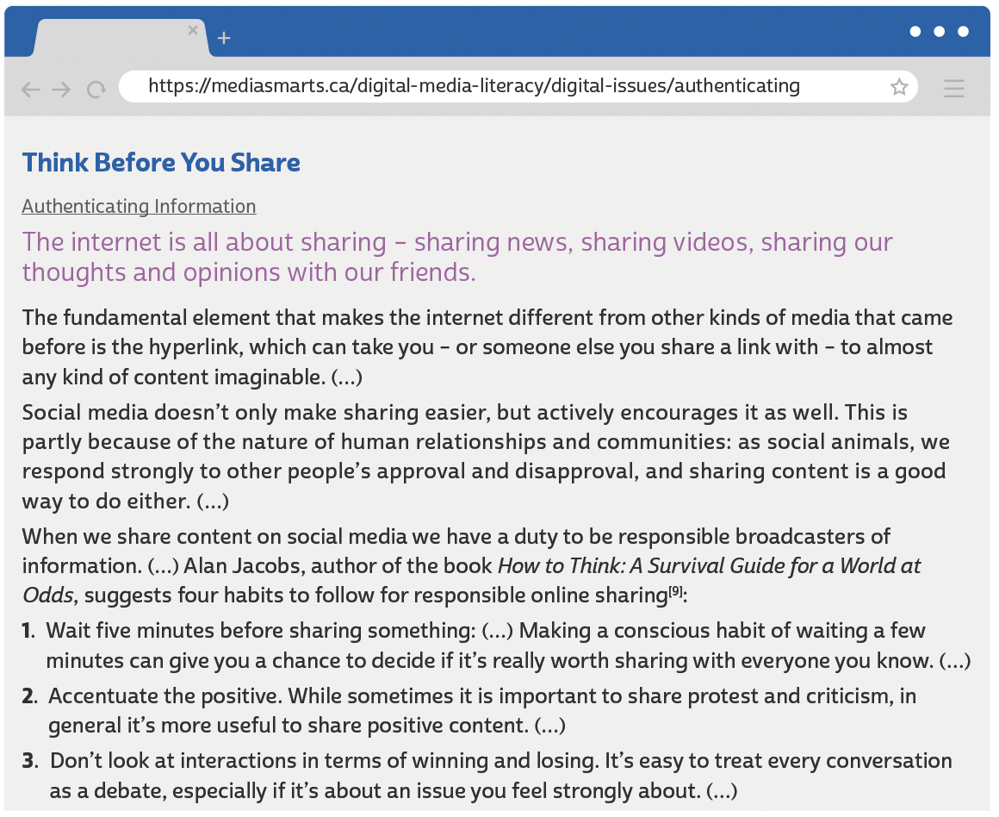 https://mediasmarts.ca/digital-media-literacy/digital-issues/authenticating
Think Before You Share
Authenticating Information
The internet is all about sharing – sharing news, sharing videos, sharing our
thoughts and opinions with our friends.
The fundamental element that makes the internet different from other kinds of media that came
before is the hyperlink, which can take you – or someone else you share a link with – to almost
any kind of content imaginable. (...)
Social media doesn't only make sharing easier, but actively encourages it as well. This is
partly because of the nature of human relationships and communities: as social animals, we
respond strongly to other people's approval and disapproval, and sharing content is a good
way to do either. (...)
When we share content on social media we have a duty to be responsible broadcasters of
information. (...) Alan Jacobs, author of the book How to Think: A Survival Guide for a World at
Odds, suggests four habits to follow for responsible online sharing[9]:
1. Wait five minutes before sharing something: (...) Making a conscious habit of waiting a few
minutes can give you a chance to decide if it's really worth sharing with everyone you know. (...)
2. Accentuate the positive. While sometimes it is important to share protest and criticism, in
general it's more useful to share positive content. (...)
3. Don't look at interactions in terms of winning and losing. It's easy to treat every conversation
as a debate, especially if it's about an issue you feel strongly about. (...)